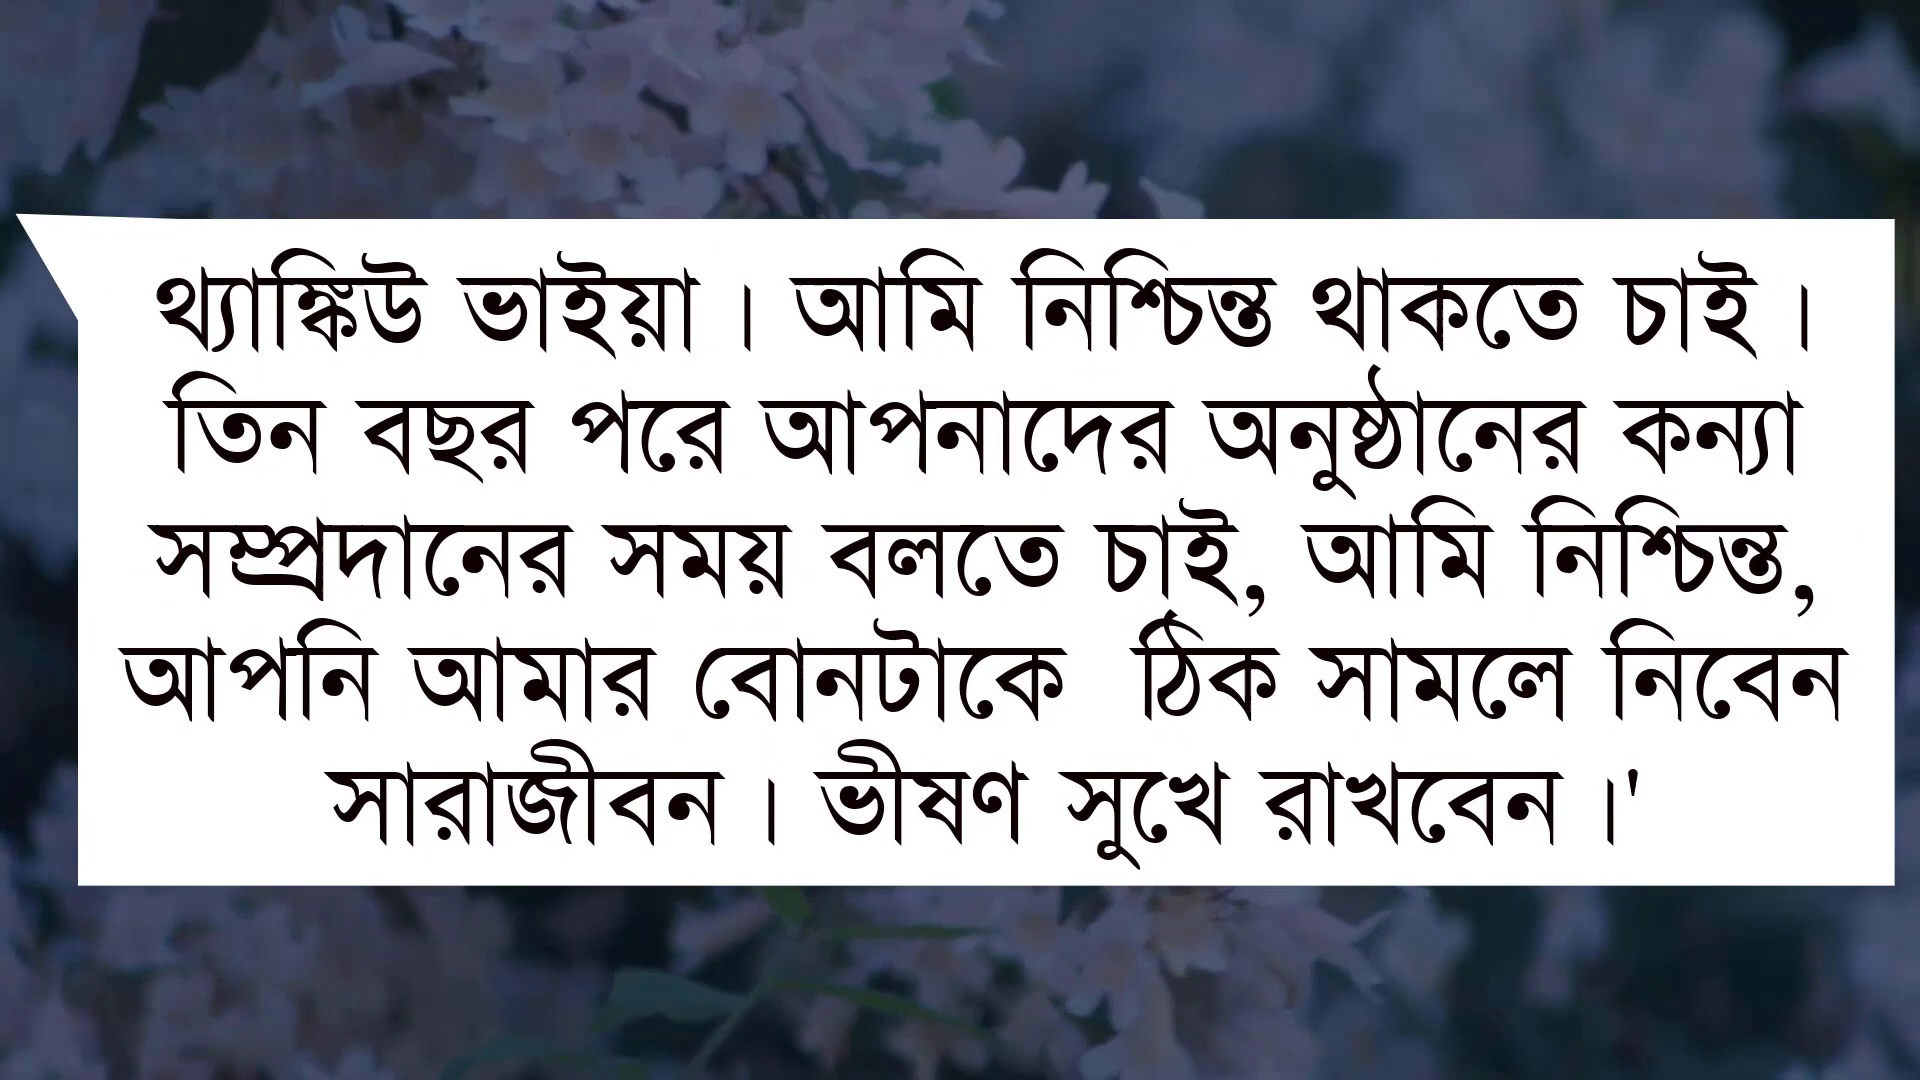 থ্যাঙ্কিউ ভাইয়া। আমি নিশ্চিন্ত থাকতে চাই।
তিন বছর পরে আপনাদের অনুষ্ঠানের কন্যা
সম্প্রদানের সময় বলতে চাই, আমি নিশ্চিন্ত,
আপনি আমার বোনটাকে  ঠিক সামলে নিবেন
সারাজীবন। ভীষণ সুখে রাখবেন।'